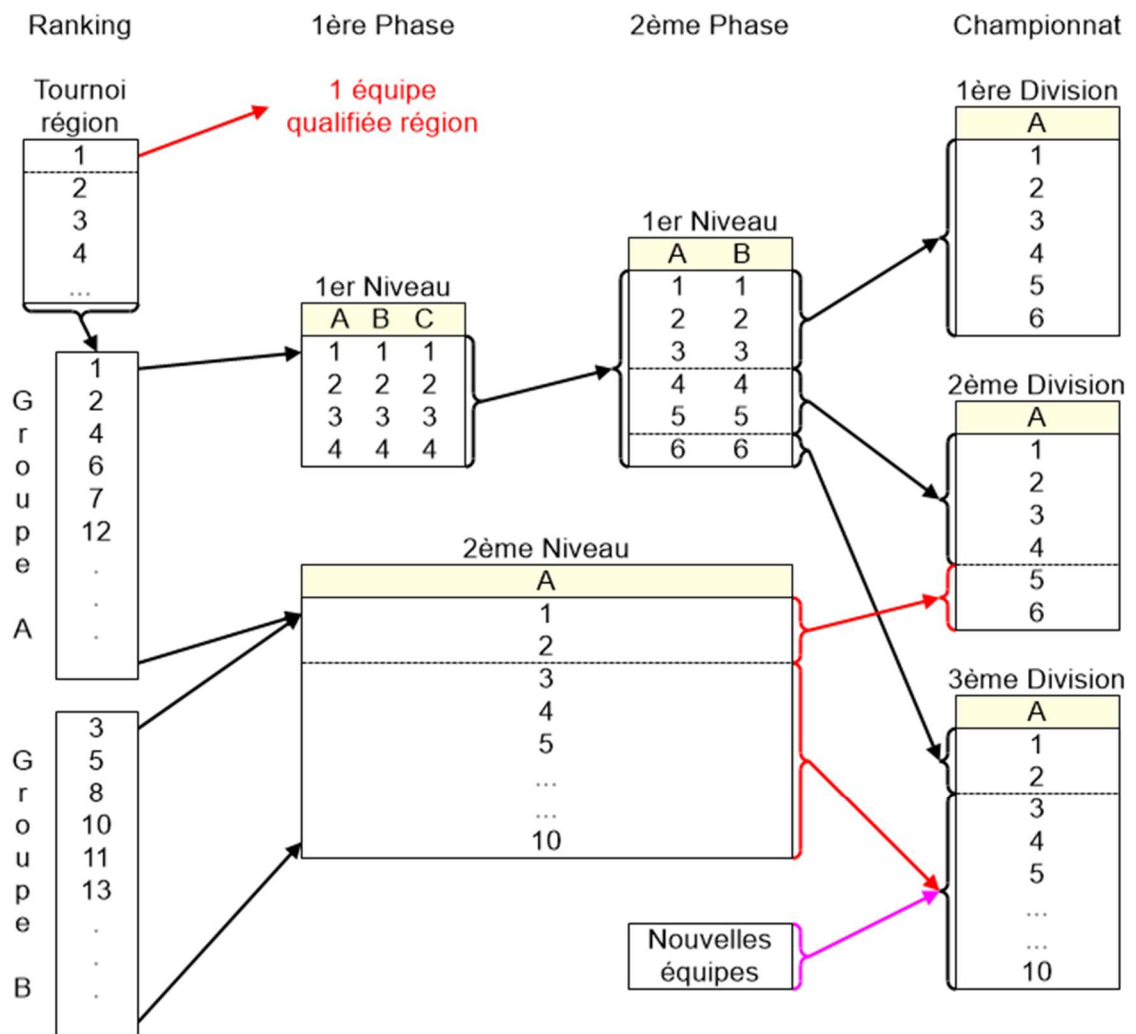 Ranking
1ère Phase
2ème Phase
Championnat
Tournoi
région
1
2
3
4
...
1 équipe
qualifiée région
Groupe A
1
2
4
6
7
12
.
.
.
Groupe B
3
5
8
10
11
13
.
.
.
1er Niveau
A B C
1 1 1
2 2 2
3 3 3
4 4 4
1er Niveau
A B
1 1
2 2
3 3
4 4
5 5
6 6
2ème Niveau
A
1
2
3
4
5
...
...
10
Nouvelles
équipes
1ère Division
A
1
2
3
4
5
6
2ème Division
A
1
2
3
4
5
6
3ème Division
A
1
2
3
4
5
...
...
10